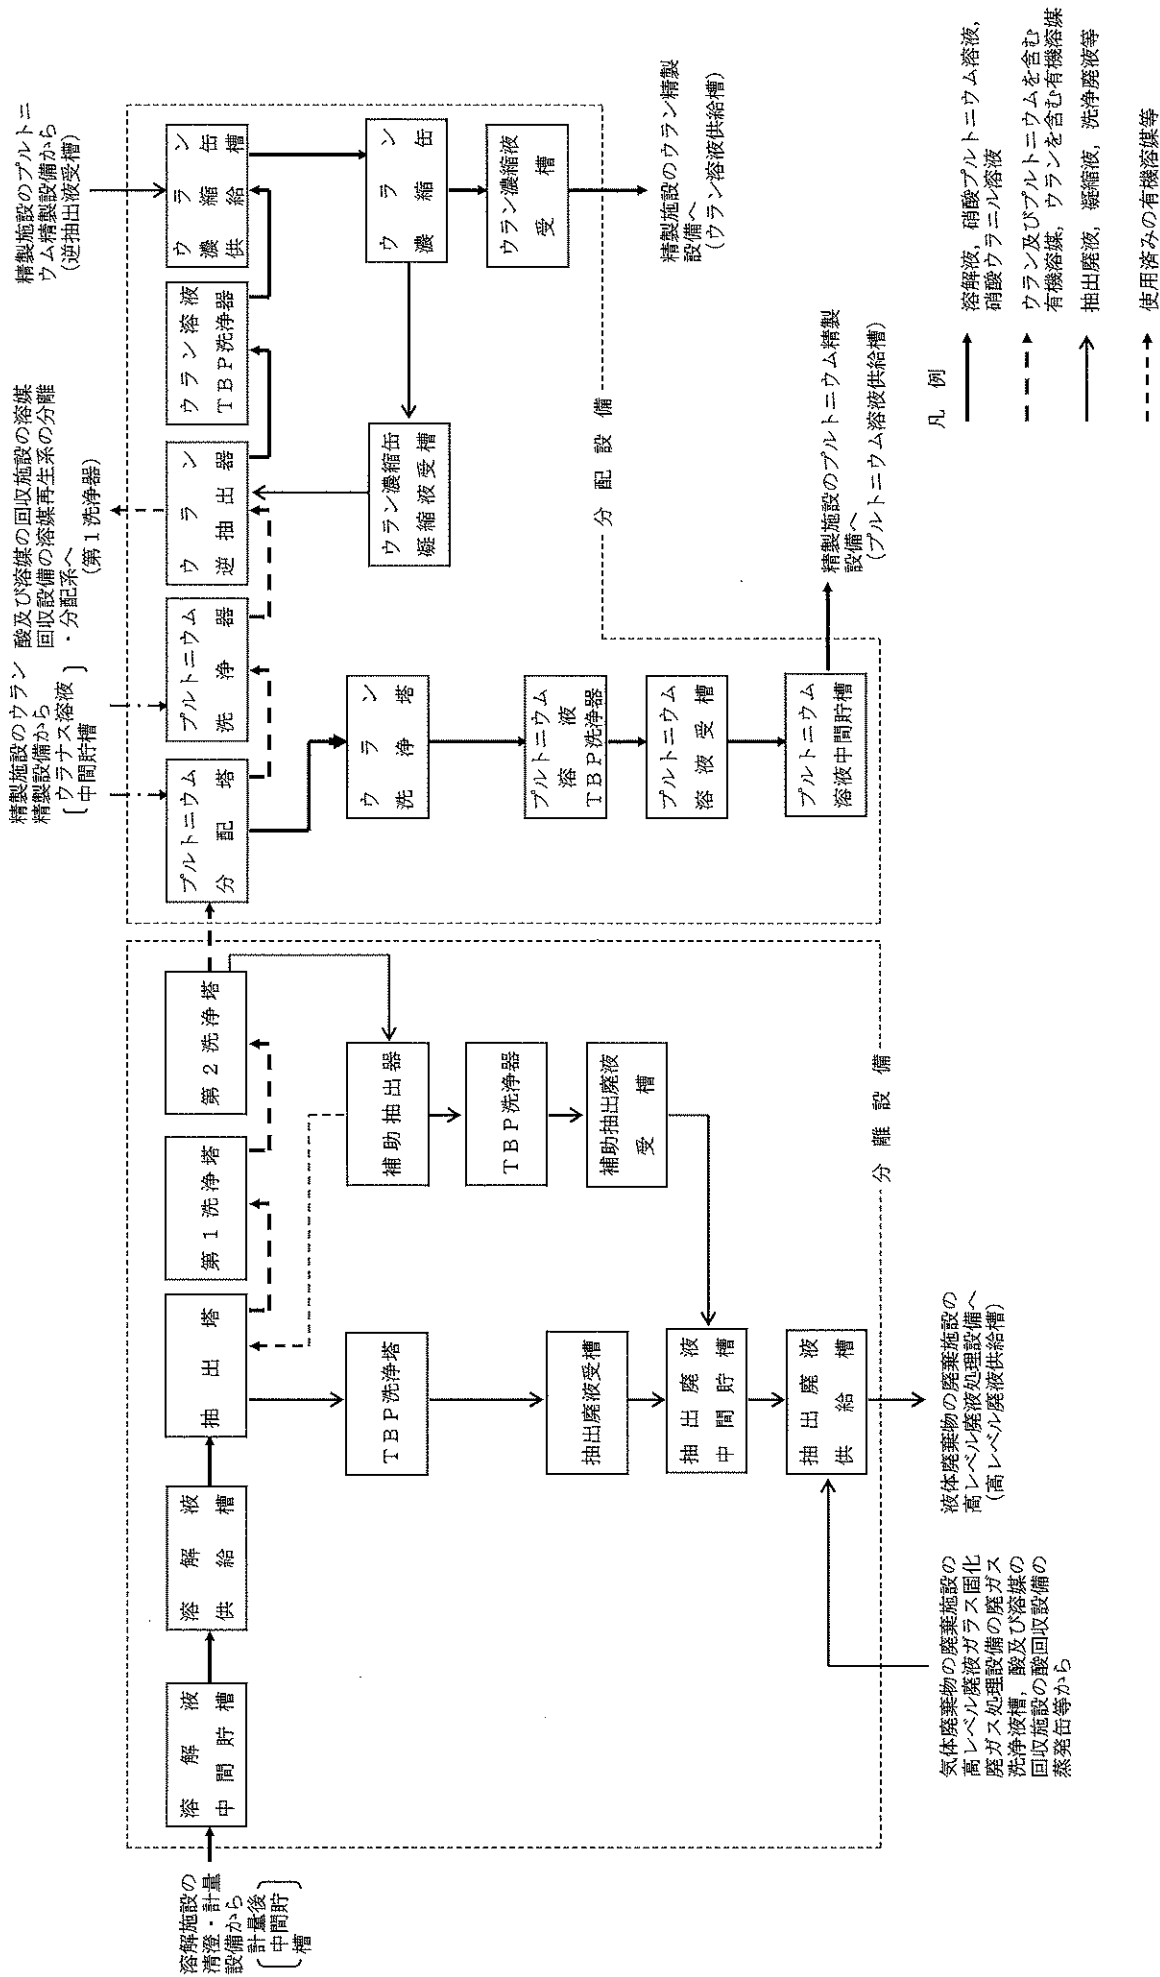 溶解施設の
清澄・計量
設備から
計量後
中間貯
槽
溶解液
中間貯槽
溶解液
供給槽
抽出塔
第1洗浄塔
第2洗浄塔
TBP洗浄塔
抽出廃液受槽
抽出廃液
中間貯槽
抽出廃液
供給槽
補助抽出器
TBP洗浄器
補助抽出廃液
受槽
分離設備
気体廃棄物の廃棄施設の
高レベル廃液ガラス固化
廃ガス処理設備の廃ガス
洗浄液槽，酸及び溶媒の
回収施設の酸回収設備の
蒸発缶等から
液体廃棄物の廃棄施設の
高レベル廃液処理設備へ
(高レベル廃液供給槽)
精製施設のウラン
精製設備から
ウラナス溶液
中間貯槽
酸及び溶媒の回収施設の溶媒
回収設備の溶媒再生系の分離
・分配系へ
(第1洗浄器)
精製施設のプルトニ
ウム精製設備から
(逆抽出液受槽)
プルトニウム
分配塔
プルトニウム
洗浄器
ウラン
逆抽出器
ウラン溶液
TBP洗浄器
ウラン
濃縮缶
供給槽
ウラン
洗浄塔
プルトニウム
溶液
TBP洗浄器
プルトニウム
溶液受槽
プルトニウム
溶液中間貯槽
ウラン濃縮缶
凝縮液受槽
ウラン
濃縮缶
ウラン濃縮液
受槽
分配設備
精製施設のプルトニウム精製
設備へ
(プルトニウム溶液供給槽)
精製施設のウラン精製
設備へ
(ウラン溶液供給槽)
凡例
溶解液，硝酸プルトニウム溶液，
硝酸ウラニル溶液
ウラン及びプルトニウムを含む
有機溶媒，ウランを含む有機溶媒
抽出廃液，凝縮液，洗浄廃液等
使用済みの有機溶媒等